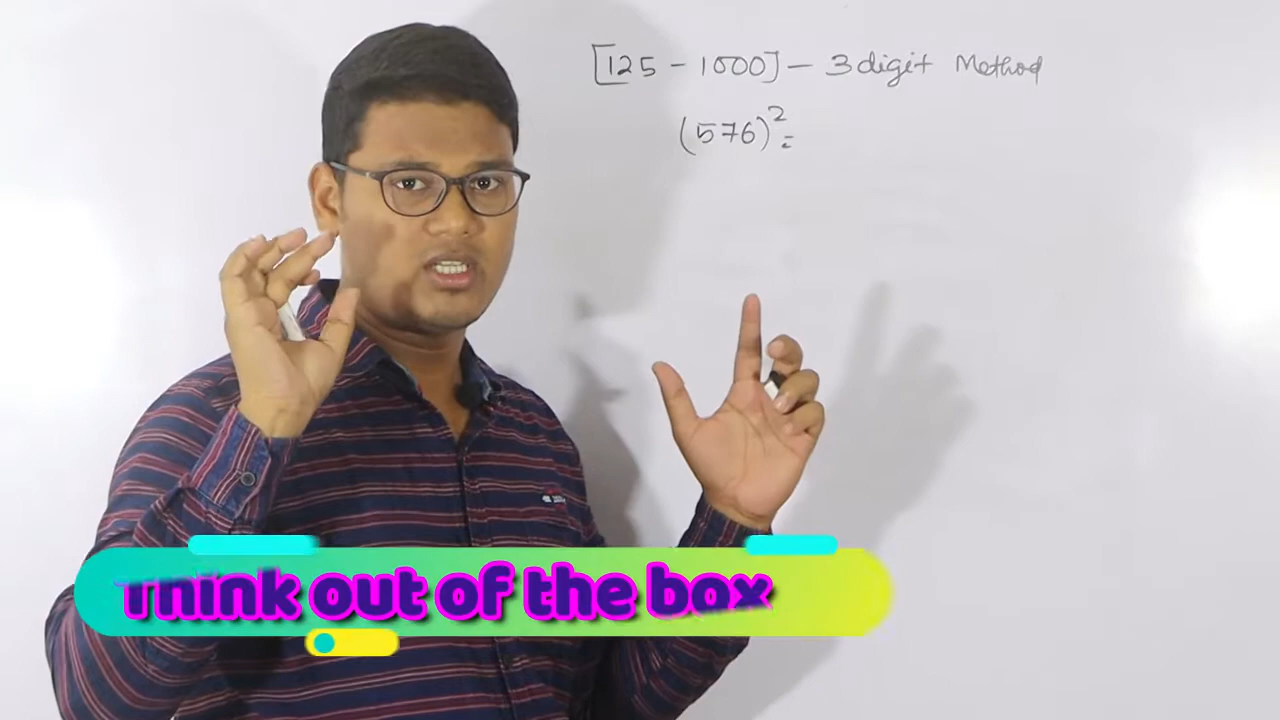 [125 - 1000] - 3 digit Method
(576)² =
Think out of the box